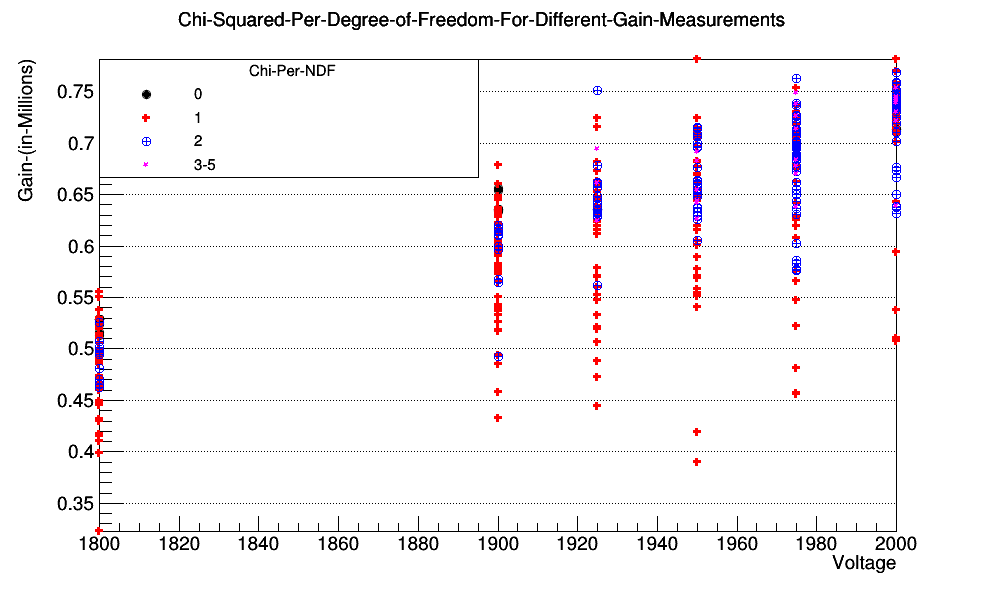 Chi-Squared-Per-Degree-of-Freedom-For-Different-Gain-Measurements
Gain-(in-Millions)
Chi-Per-NDF
0
1
2
3-5
0.75
0.7
0.65
0.6
0.55
0.5
0.45
0.4
0.35
1800 1820 1840 1860 1880 1900 1920 1940 1960 1980 2000
Voltage